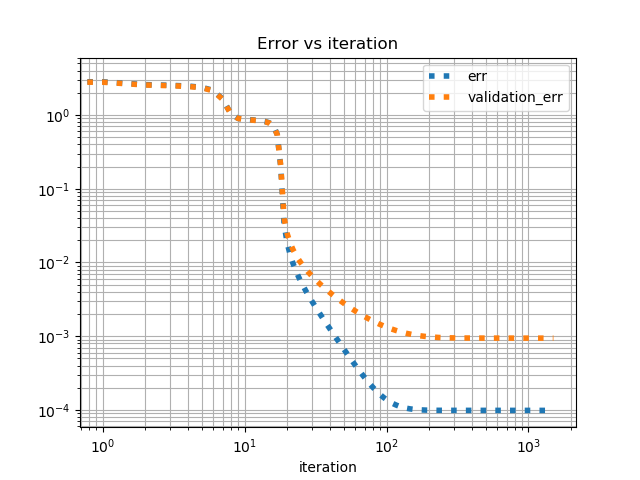 Error vs iteration
err
validation_err
10⁰
10⁻¹
10⁻²
10⁻³
10⁻⁴
10⁰ 10¹ 10² 10³
iteration